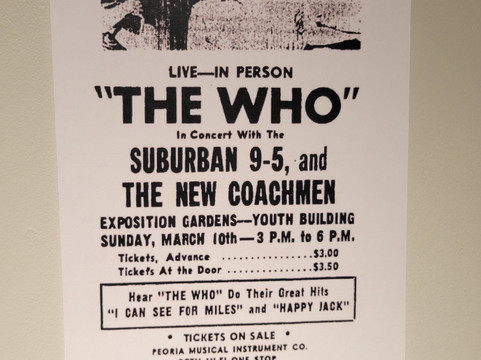 LIVE—IN PERSON
"THE WHO"
In Concert With The
SUBURBAN 9-5, and
THE NEW COACHMEN
EXPOSITION GARDENS--YOUTH BUILDING
SUNDAY, MARCH 10th—3 P.M. to 6 P.M.
Tickets, Advance ..............$3.00
Tickets At the Door ..............$3.50
Hear "THE WHO" Do Their Great Hits
"I CAN SEE FOR MILES" and "HAPPY JACK"
• TICKETS ON SALE •
PEORIA MUSICAL INSTRUMENT CO.
ONE STOP